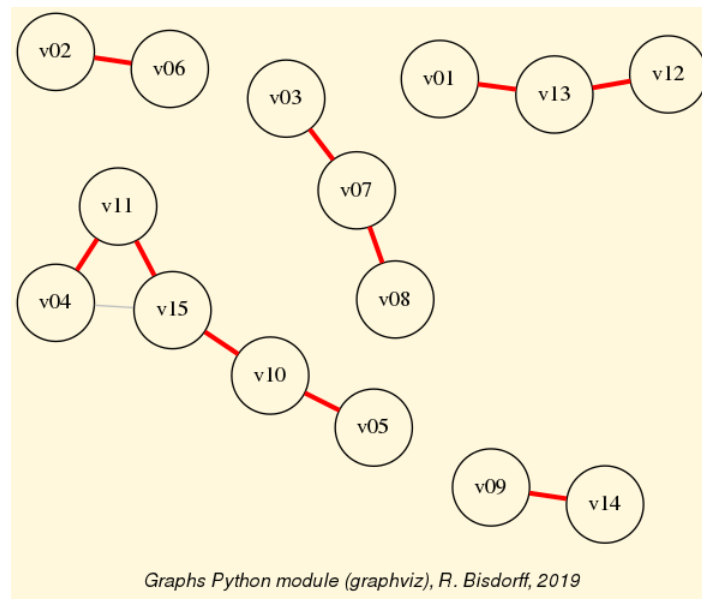 v02
v06
v03
v01
v13
v12
v07
v11
v04
v15
v08
v10
v05
v09
v14
Graphs Python module (graphviz), R. Bisdorff, 2019